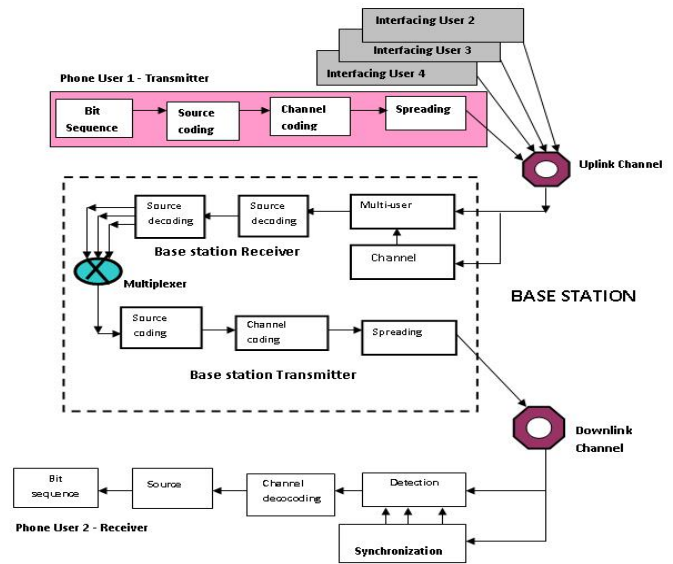 Interfacing User 2
Interfacing User 3
Interfacing User 4
Phone User 1 - Transmitter
Bit
Sequence
Source
coding
Channel
coding
Spreading
Uplink Channel
Source
decoding
Source
decoding
Multi-user
Base station Receiver
Channel
Multiplexer
BASE STATION
Source
coding
Channel
coding
Spreading
Base station Transmitter
Downlink
Channel
Bit
sequence
Source
Channel
decocoding
Detection
Phone User 2 - Receiver
Synchronization